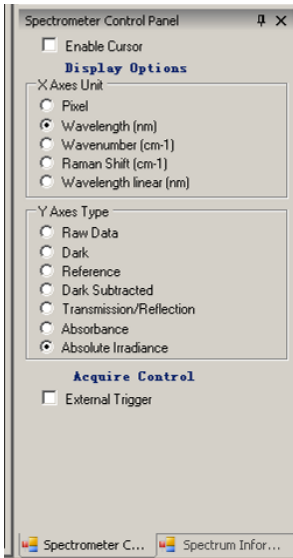 Spectrometer Control Panel
Enable Cursor
Display Options
X Axes Unit
Pixel
Wavelength (nm)
Wavenumber (cm-1)
Raman Shift (cm-1)
Wavelength linear (nm)
Y Axes Type
Raw Data
Dark
Reference
Dark Subtracted
Transmission/Reflection
Absorbance
Absolute Irradiance
Acquire Control
External Trigger
Spectrometer C... Spectrum Infor...